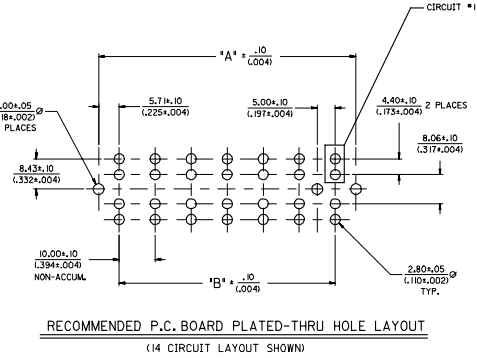 CIRCUIT #1
"A" ± .10
(.004)
.00±.05 ⌀
18±.002)
PLACES
5.71±.10
(.225±.004)
5.00±.10
(.197±.004)
4.40±.10
(.173±.004)
2 PLACES
8.06±.10
(.317±.004)
8.43±.10
(.332±.004)
10.00±.10
(.394±.004)
NON-ACCUM.
"B" ± .10
(.004)
2.80±.05 ⌀
(.110±.002)
TYP.
RECOMMENDED P.C. BOARD PLATED-THRU HOLE LAYOUT
(14 CIRCUIT LAYOUT SHOWN)